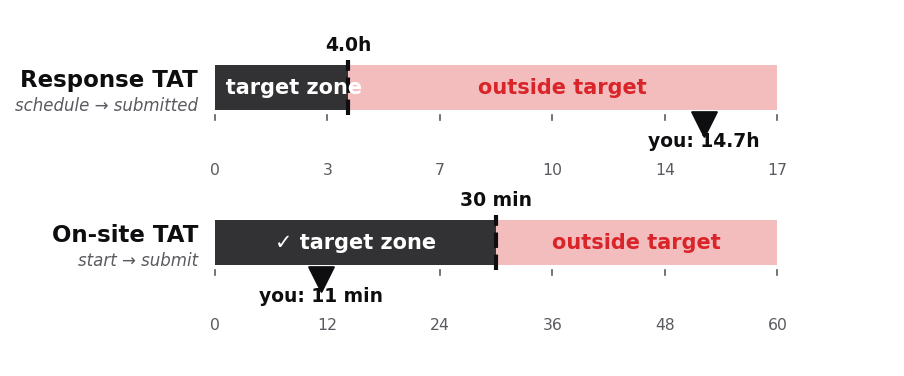 4.0h
Response TAT
target zone
outside target
schedule → submitted
you: 14.7h
0 3 7 10 14 17
30 min
On-site TAT
✓ target zone
outside target
start → submit
you: 11 min
0 12 24 36 48 60